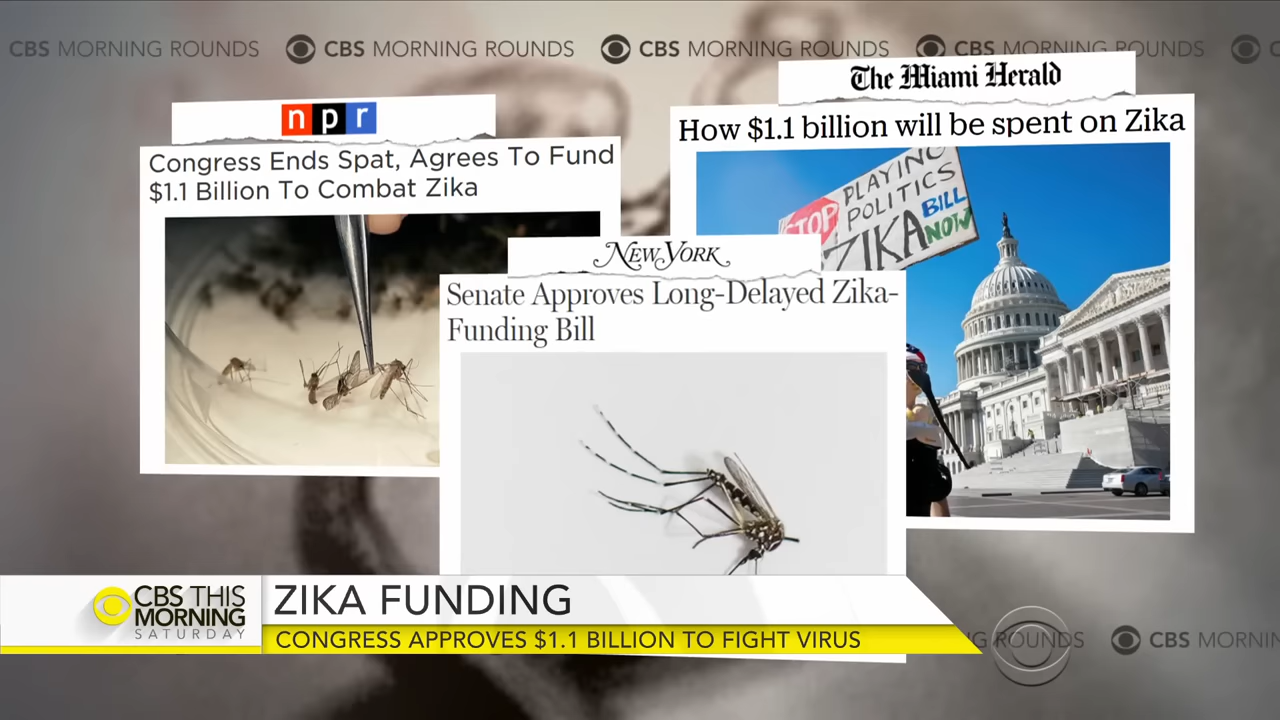 CBS MORNING ROUNDS
CBS MORNING ROUNDS
CBS MORNING ROUNDS
CBS MORNING ROUNDS
npr
Congress Ends Spat, Agrees To Fund
$1.1 Billion To Combat Zika
The Miami Herald
How $1.1 billion will be spent on Zika
STOP
PLAYING
POLITICS
ZIKA
BILL
NOW
NEW YORK
Senate Approves Long-Delayed Zika-
Funding Bill
CBS THIS
MORNING
SATURDAY
ZIKA FUNDING
CONGRESS APPROVES $1.1 BILLION TO FIGHT VIRUS
ROUNDS
CBS MORNIN